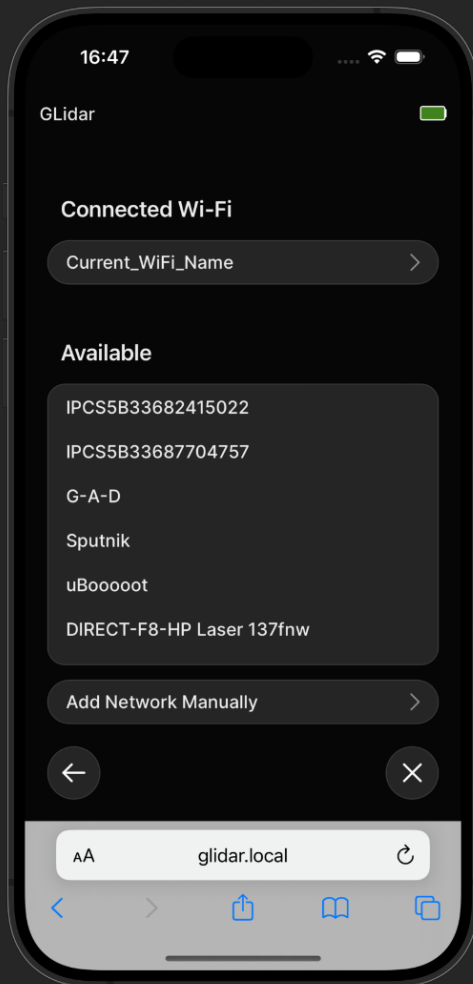 16:47
GLidar
Connected Wi-Fi
Current_WiFi_Name
Available
IPCS5B33682415022
IPCS5B33687704757
G-A-D
Sputnik
uBooooot
DIRECT-F8-HP Laser 137fnw
Add Network Manually
AA
glidar.local